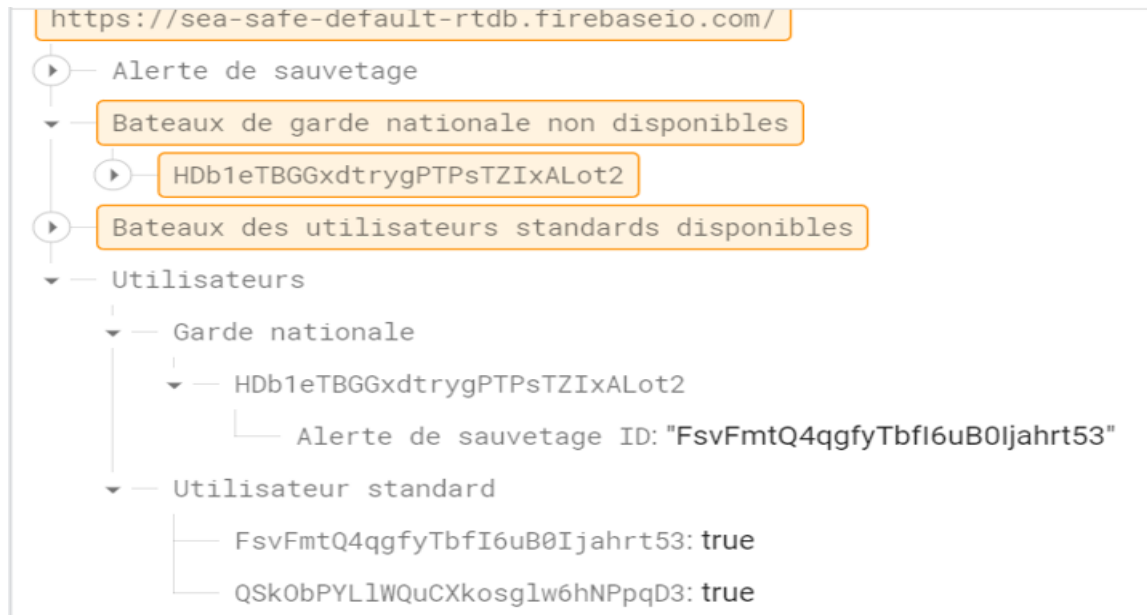 https://sea-safe-default-rtdb.firebaseio.com/
Alerte de sauvetage
Bateaux de garde nationale non disponibles
HDb1eTBGGxdtrygPTPsTZIxALot2
Bateaux des utilisateurs standards disponibles
Utilisateurs
Garde nationale
HDb1eTBGGxdtrygPTPsTZIxALot2
Alerte de sauvetage ID: "FsvFmtQ4qgfyTbfI6uB0Ijahrt53"
Utilisateur standard
FsvFmtQ4qgfyTbfI6uB0Ijahrt53: true
QSkObPYLlWQuCXkosglw6hNPpqD3: true